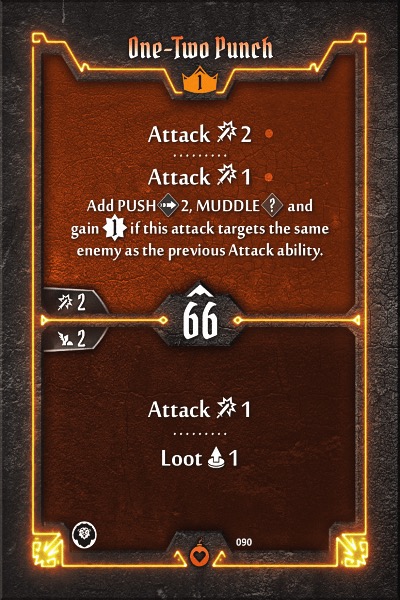 One-Two Punch
1
Attack 2
Attack 1
Add PUSH 2, MUDDLE ? and
gain 1 if this attack targets the same
enemy as the previous Attack ability.
2
66
2
Attack 1
Loot 1
090